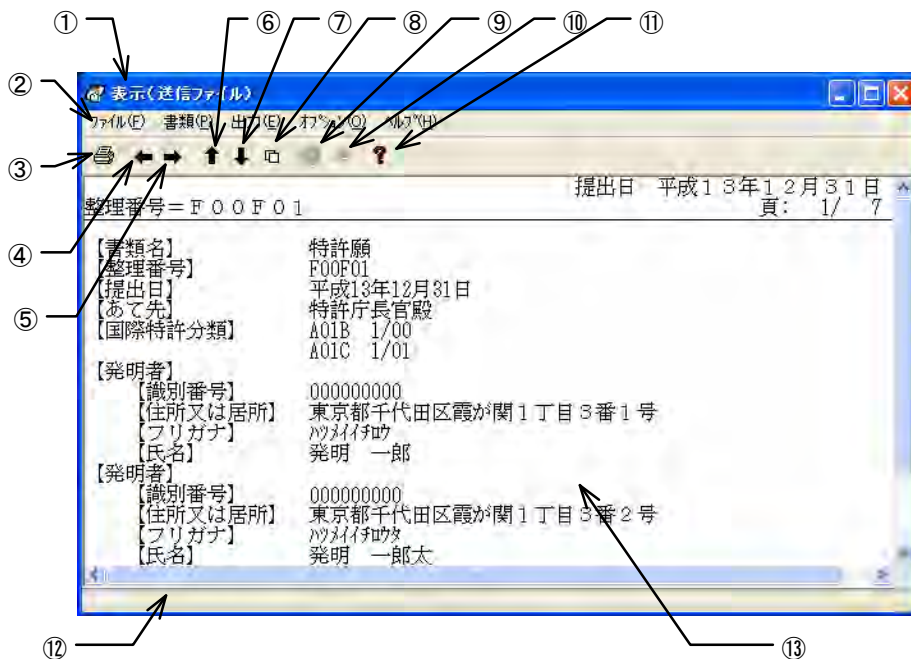 ① ⑥ ⑦ ⑧ ⑨ ⑩ ⑪
②
表示(送信ファイル)
ファイル(F) 書類(P) 出力(E) オプション(O) ヘルプ(H)
③
提出日 平成13年12月31日
整理番号=F00F01 頁: 1/ 7
④
⑤
【書類名】 特許願
【整理番号】 F00F01
【提出日】 平成13年12月31日
【あて先】 特許庁長官殿
【国際特許分類】 A01B 1/00
A01C 1/01
【発明者】
【識別番号】 000000000
【住所又は居所】 東京都千代田区霞が関1丁目3番1号
【フリガナ】 ハツメイイチロウ
【氏名】 発明 一郎
【発明者】
【識別番号】 000000000
【住所又は居所】 東京都千代田区霞が関1丁目3番2号
【フリガナ】 ハツメイイチロウタ
【氏名】 発明 一郎太
⑫ ⑬